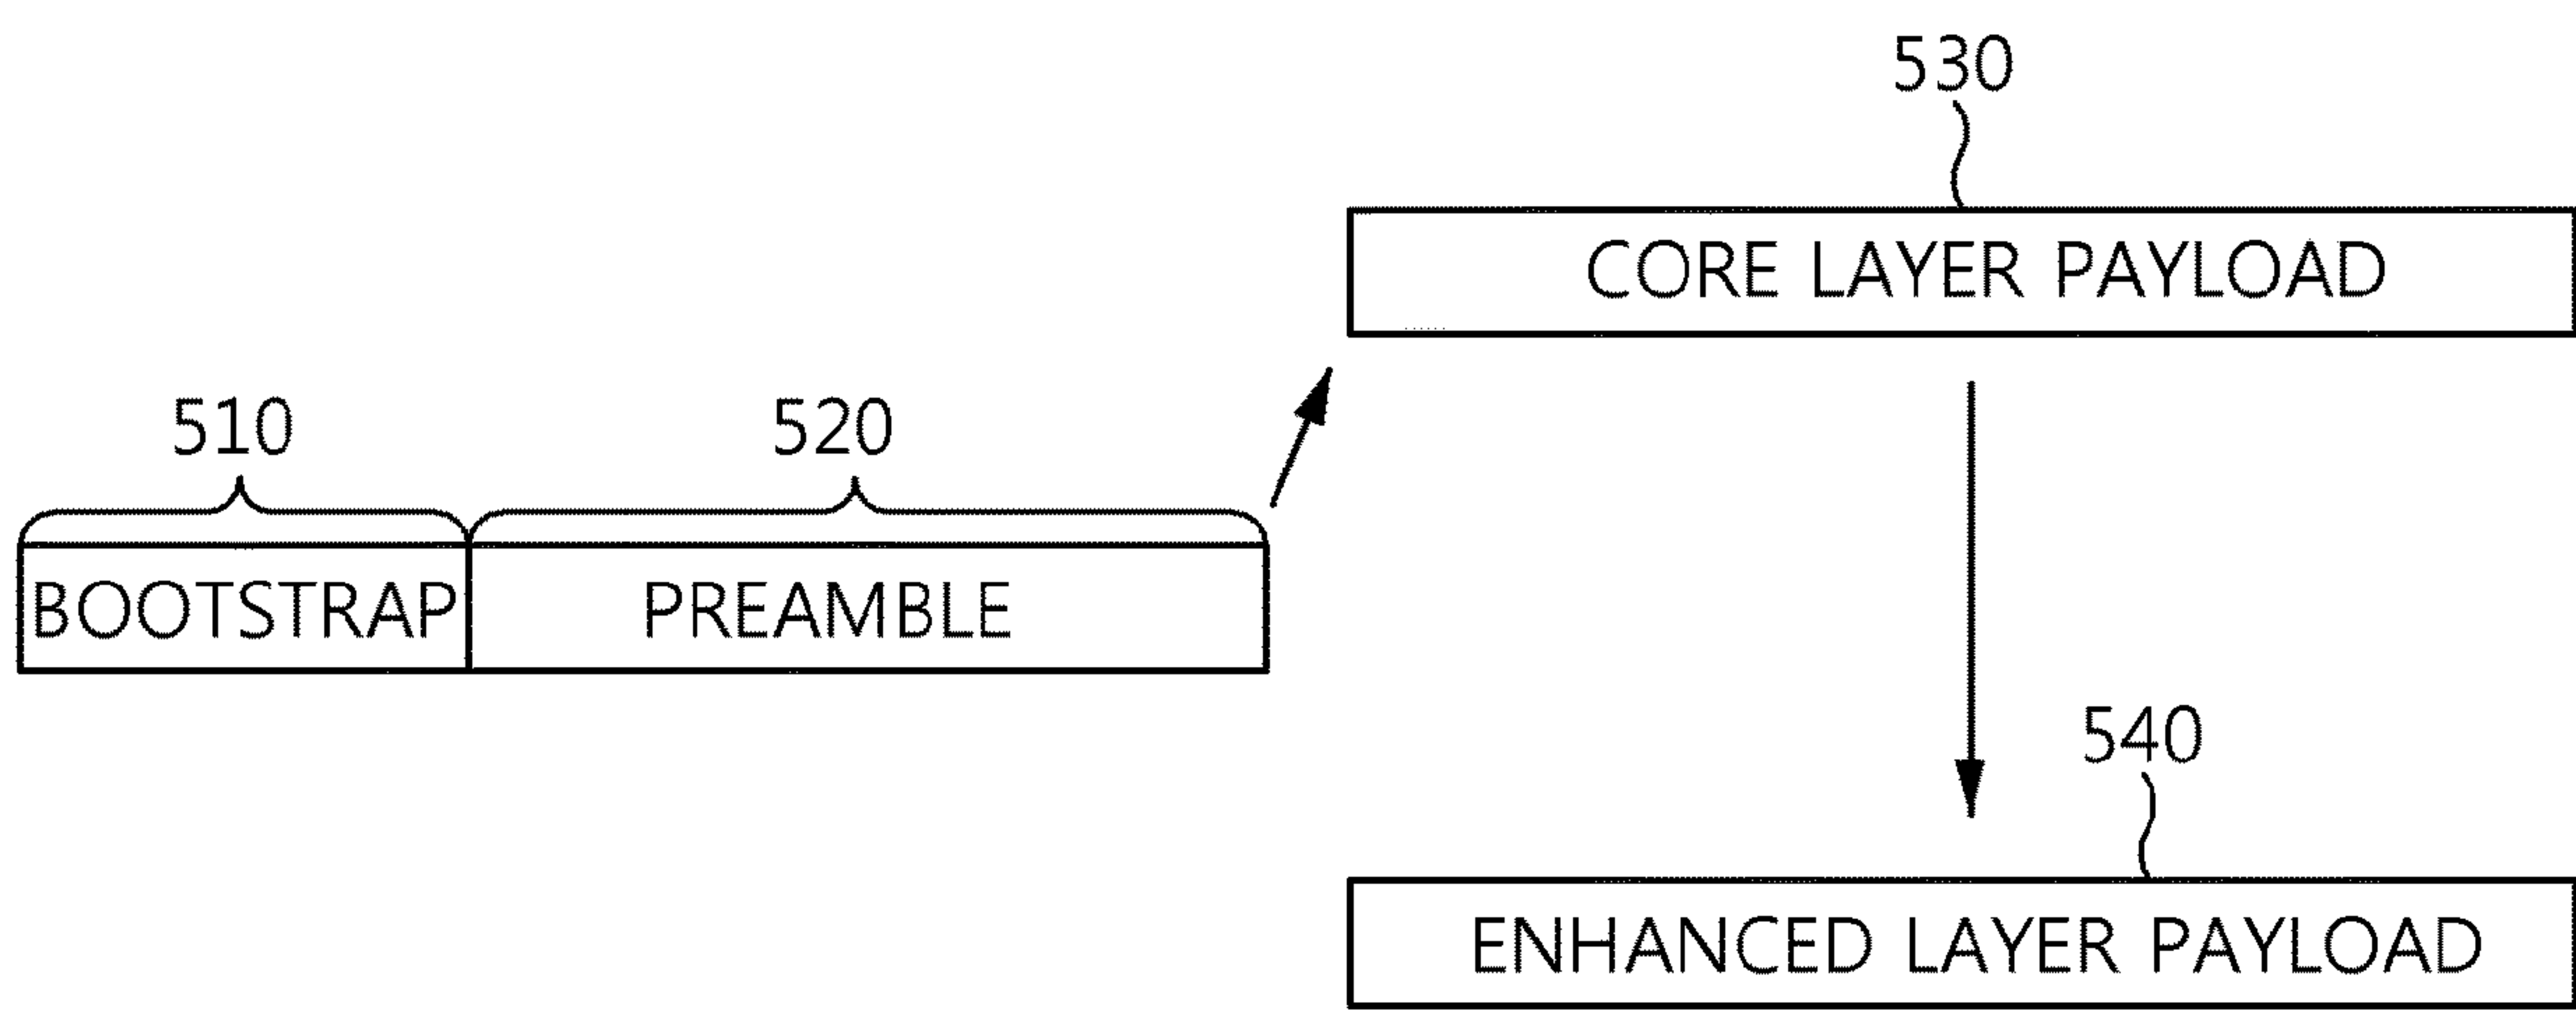 530
CORE LAYER PAYLOAD
510 520
BOOTSTRAP PREAMBLE
540
ENHANCED LAYER PAYLOAD